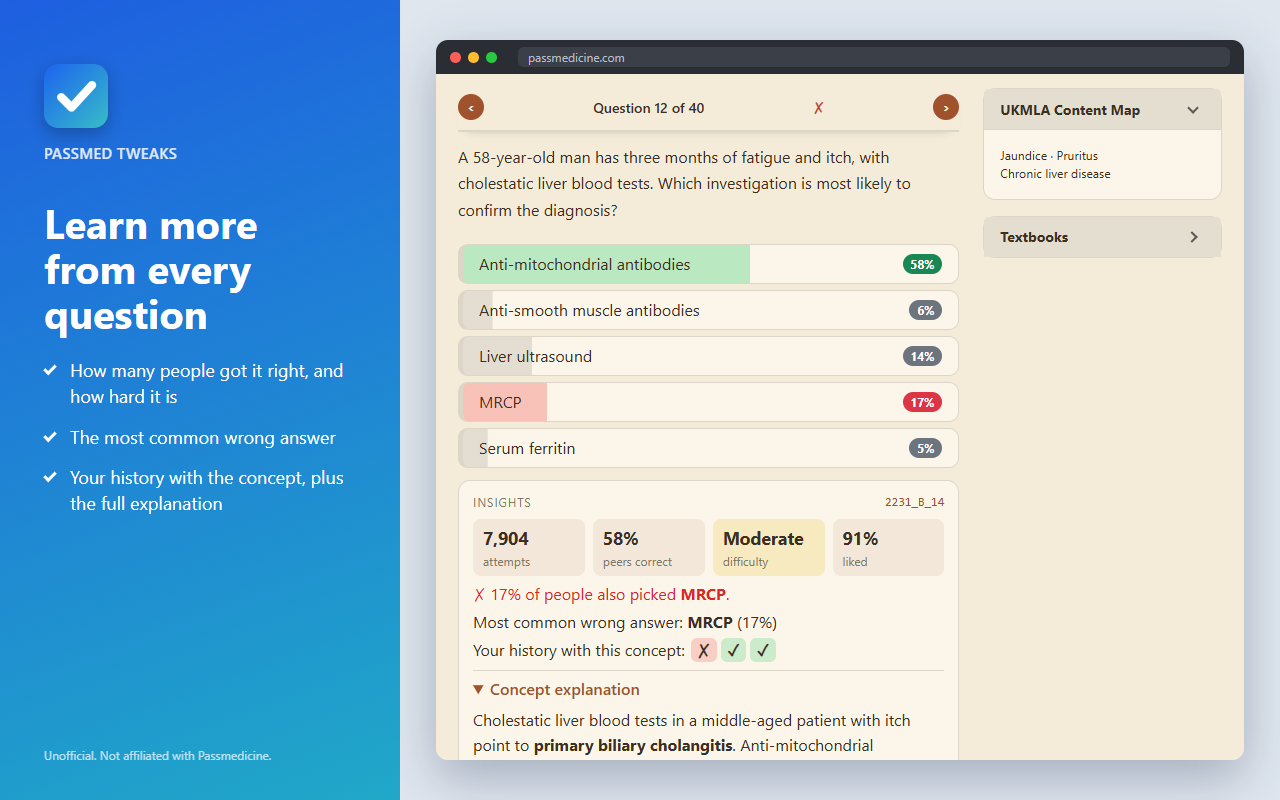 PASSMED TWEAKS
Learn more
from every
question
✓ How many people got it right, and
how hard it is
✓ The most common wrong answer
✓ Your history with the concept, plus
the full explanation
Unofficial. Not affiliated with Passmedicine.
passmedicine.com
‹ Question 12 of 40 ✗ ›
A 58-year-old man has three months of fatigue and itch, with
cholestatic liver blood tests. Which investigation is most likely to
confirm the diagnosis?
Anti-mitochondrial antibodies 58%
Anti-smooth muscle antibodies 6%
Liver ultrasound 14%
MRCP 17%
Serum ferritin 5%
INSIGHTS 2231_B_14
7,904 58% Moderate 91%
attempts peers correct difficulty liked
✗ 17% of people also picked MRCP.
Most common wrong answer: MRCP (17%)
Your history with this concept: ✗ ✓ ✓
▼ Concept explanation
Cholestatic liver blood tests in a middle-aged patient with itch
point to primary biliary cholangitis. Anti-mitochondrial
UKMLA Content Map
Jaundice · Pruritus
Chronic liver disease
Textbooks